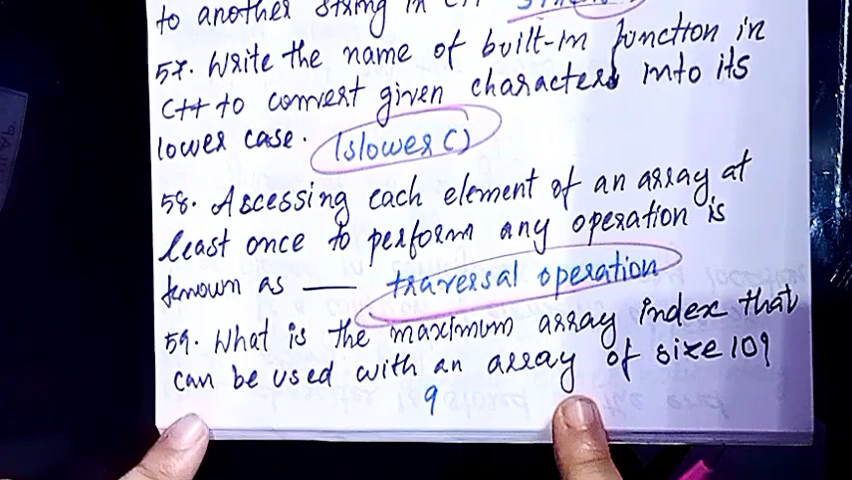 to another string in C++
57. Write the name of built-in function in
C++ to convert given characters into its
lower case. (slower()
58. Ascessing each element of an array at
least once to perform any operation is
known as — traversal operation
59. What is the maximum array index that
can be used with an array of size 10?
9